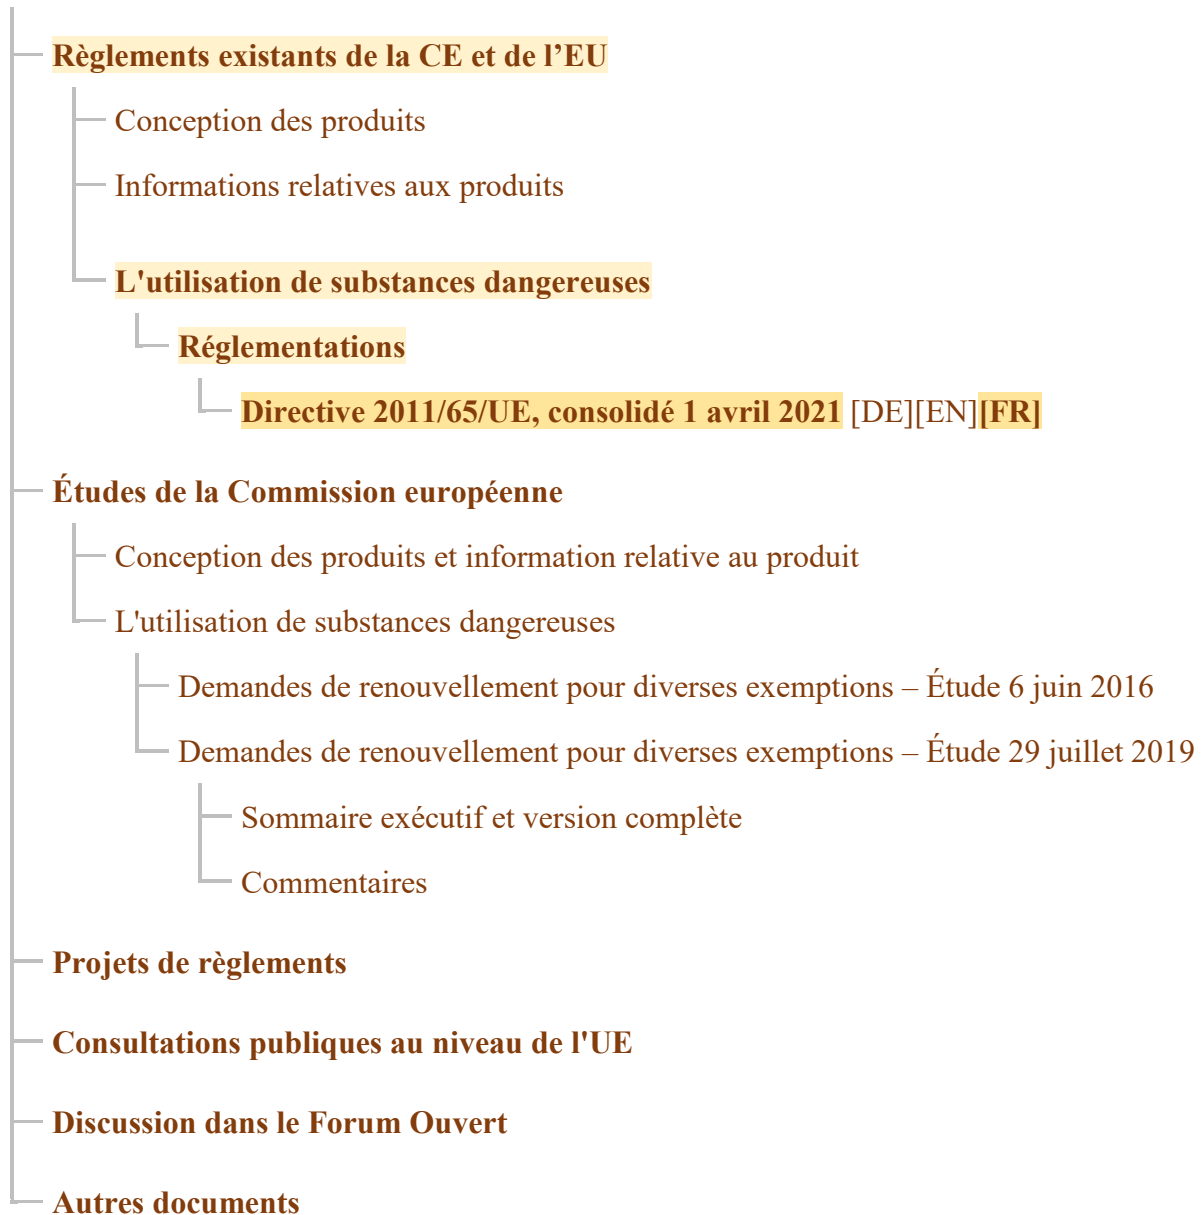 Règlements existants de la CE et de l’EU
Conception des produits
Informations relatives aux produits
L'utilisation de substances dangereuses
Réglementations
Directive 2011/65/UE, consolidé 1 avril 2021 [DE][EN][FR]
Études de la Commission européenne
Conception des produits et information relative au produit
L'utilisation de substances dangereuses
Demandes de renouvellement pour diverses exemptions – Étude 6 juin 2016
Demandes de renouvellement pour diverses exemptions – Étude 29 juillet 2019
Sommaire exécutif et version complète
Commentaires
Projets de règlements
Consultations publiques au niveau de l'UE
Discussion dans le Forum Ouvert
Autres documents